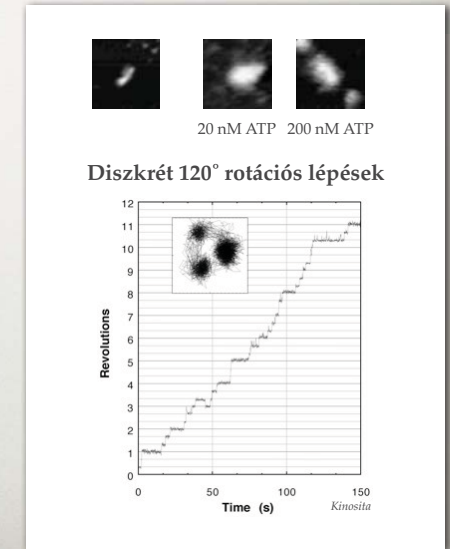 20 nM ATP 200 nM ATP
Diszkrét 120° rotációs lépések
12
11
10
9
8
7
6
5
4
3
2
1
0
Revolutions
0 50 100 150
Time (s)
Kinosita